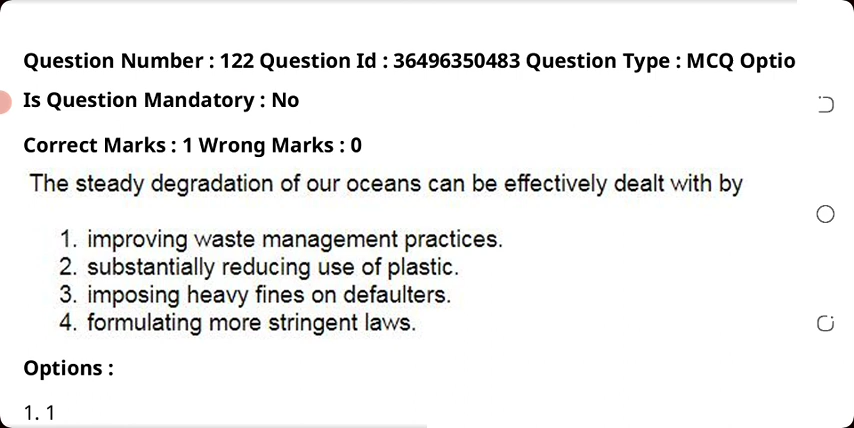 Question Number : 122 Question Id : 36496350483 Question Type : MCQ Optio
Is Question Mandatory : No
Correct Marks : 1 Wrong Marks : 0
The steady degradation of our oceans can be effectively dealt with by
1. improving waste management practices.
2. substantially reducing use of plastic.
3. imposing heavy fines on defaulters.
4. formulating more stringent laws.
Options :
1. 1